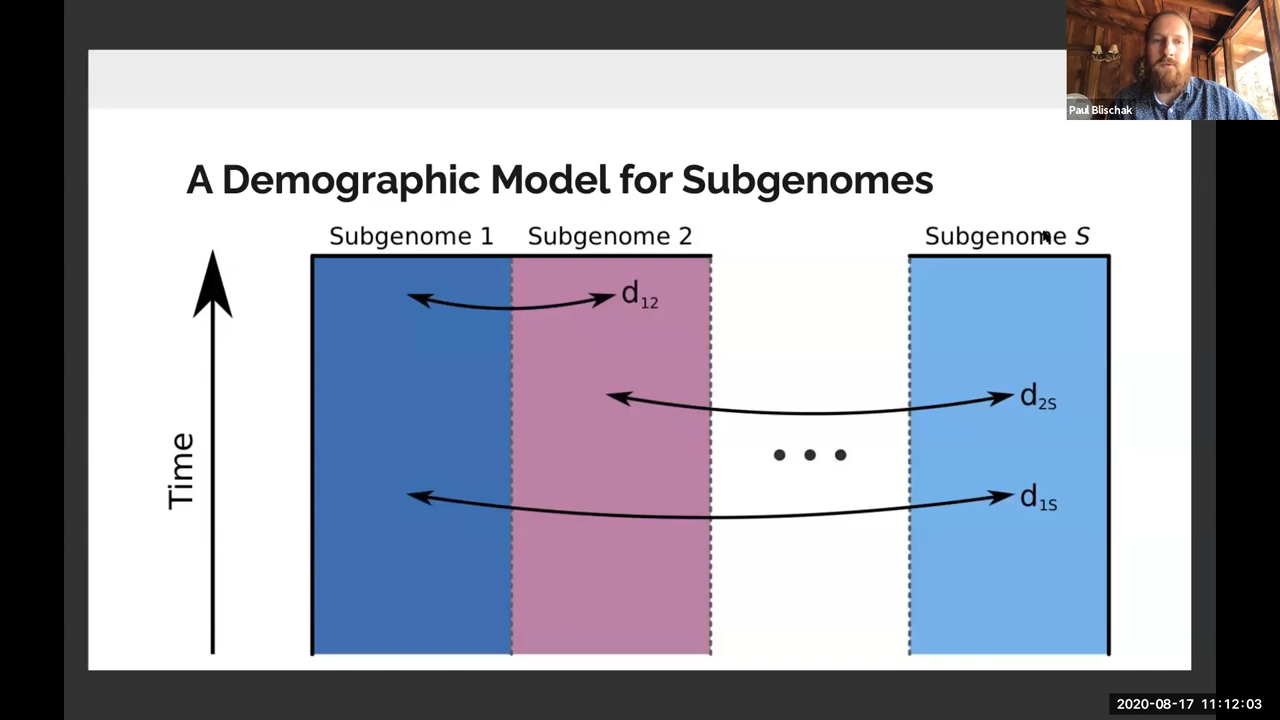 Paul Blischak
A Demographic Model for Subgenomes
Subgenome 1
Subgenome 2
Subgenome S
d12
d2S
d1S
Time
2020-08-17 11:12:03